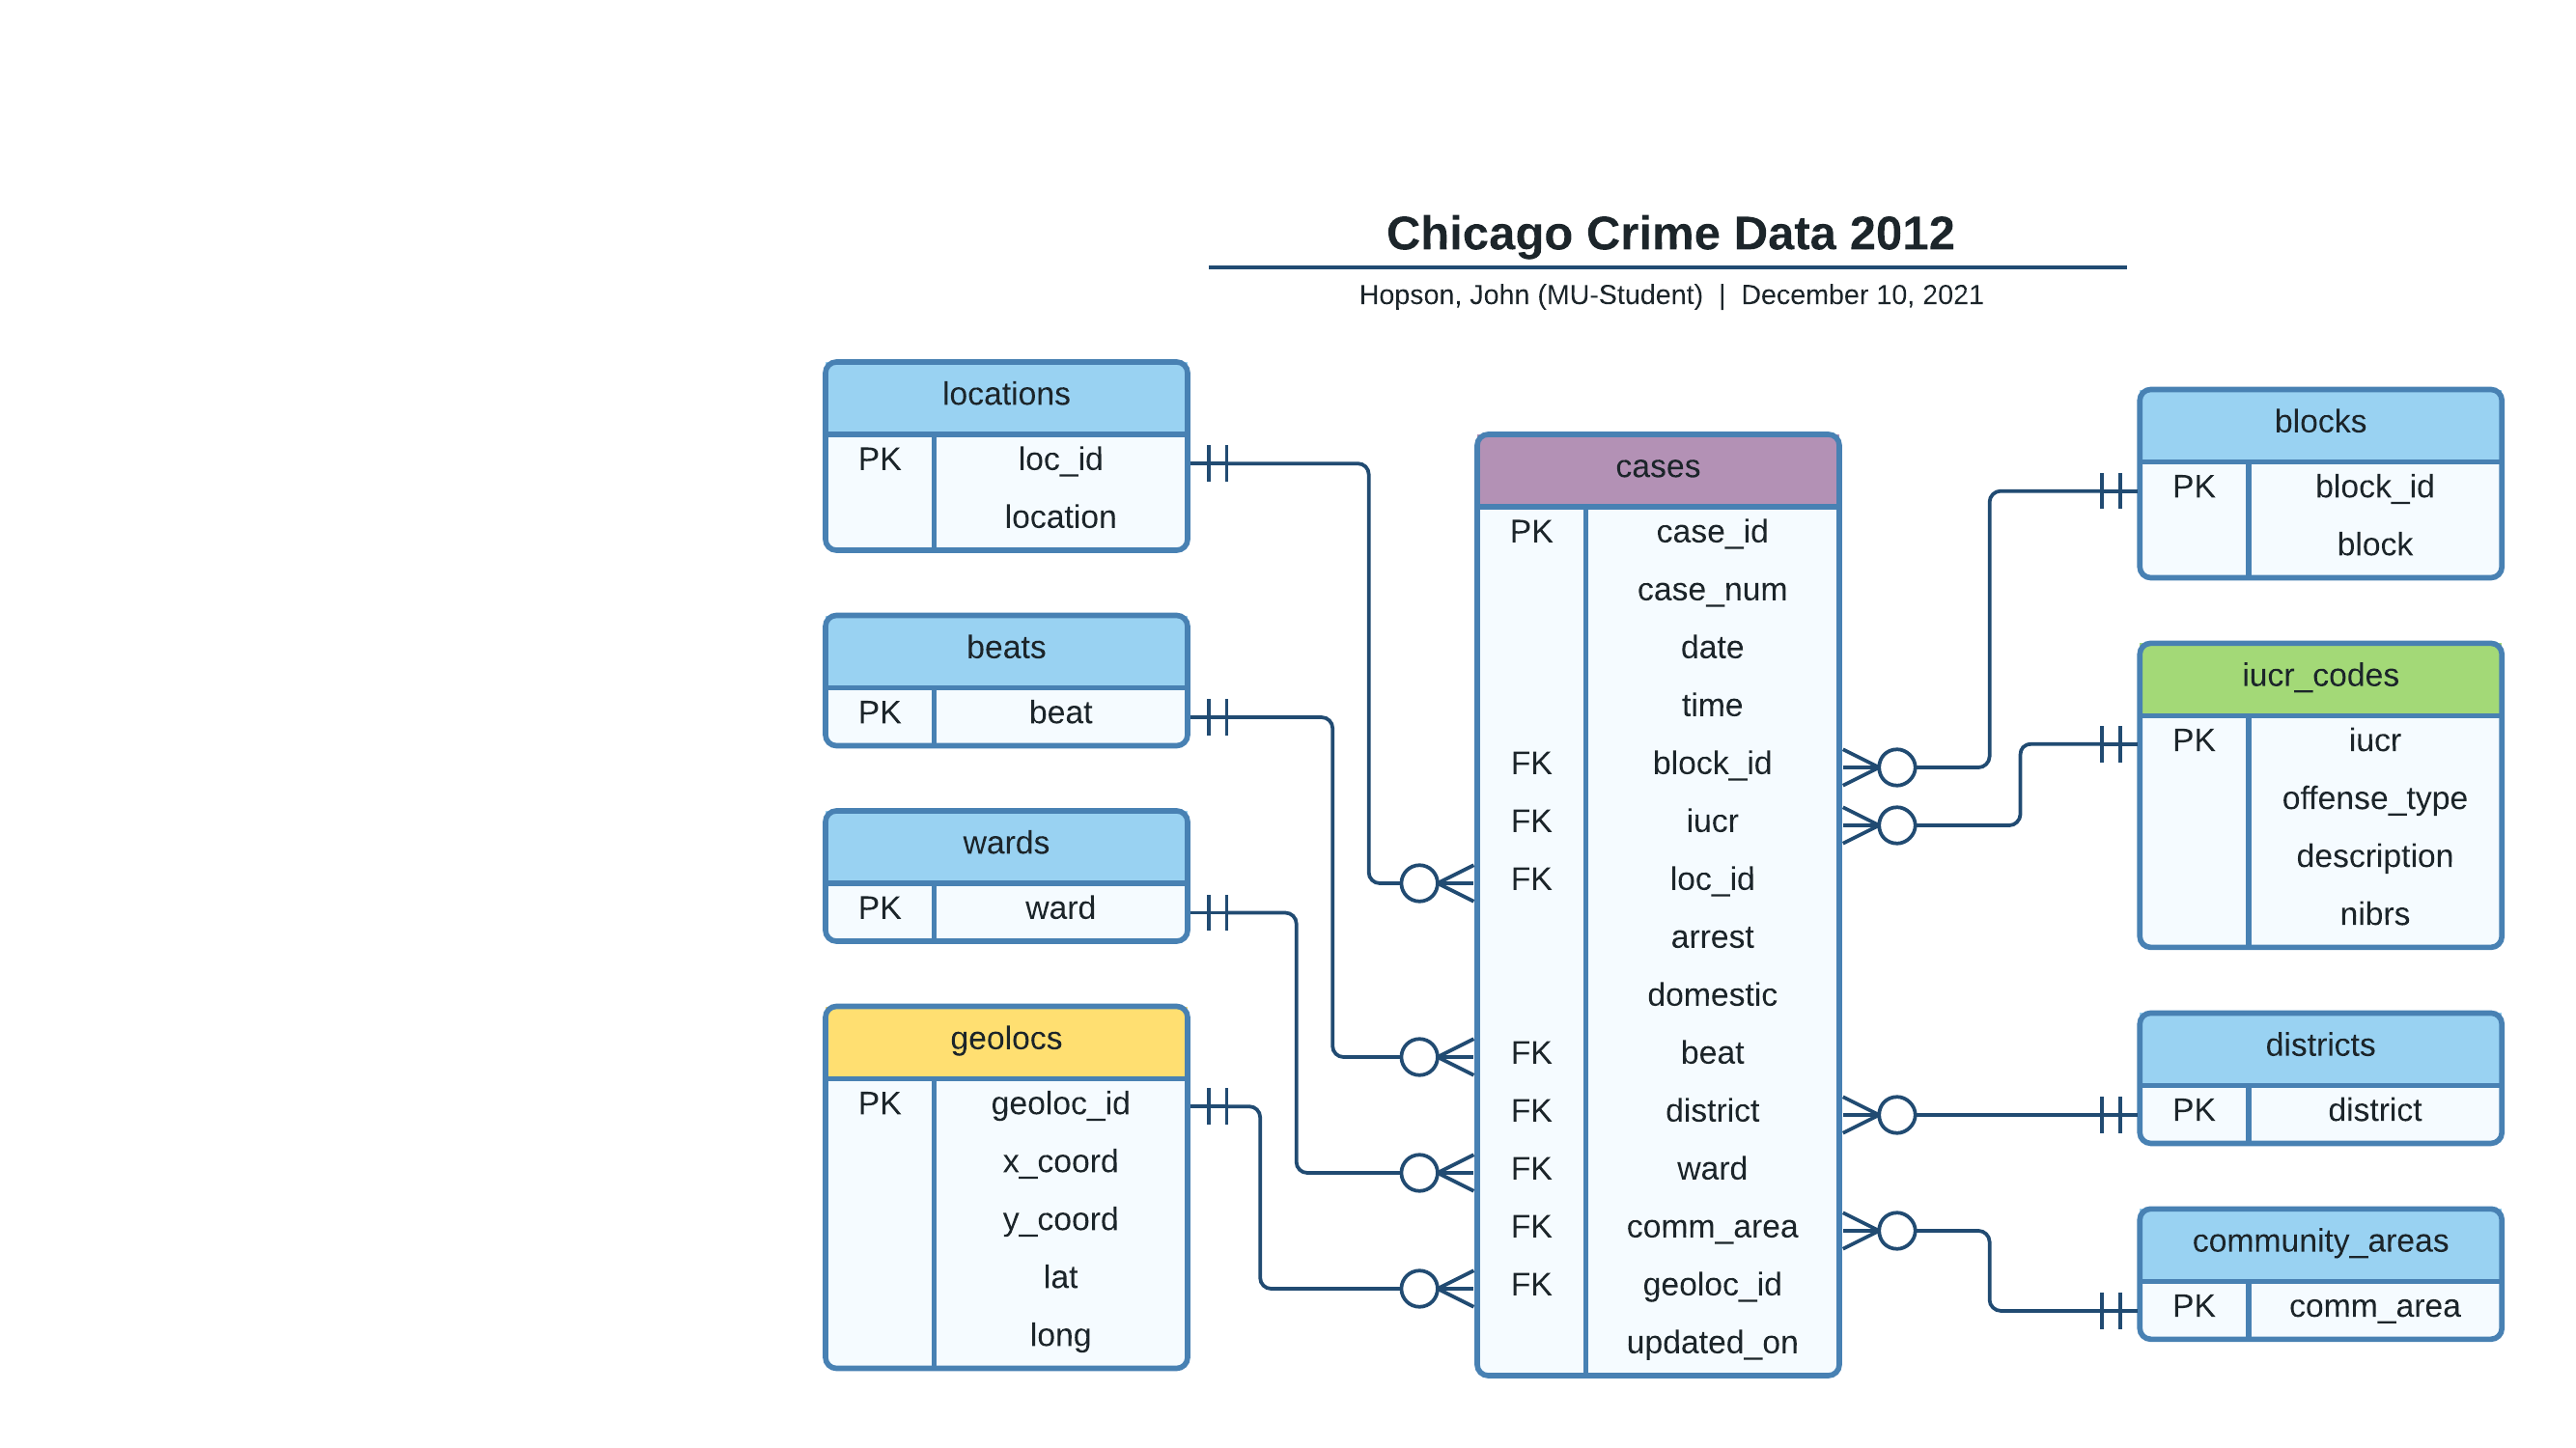 Chicago Crime Data 2012
Hopson, John (MU-Student) | December 10, 2021
locations
PK loc_id
location
beats
PK beat
wards
PK ward
geolocs
PK geoloc_id
x_coord
y_coord
lat
long
cases
PK case_id
case_num
date
time
FK block_id
FK iucr
FK loc_id
arrest
domestic
FK beat
FK district
FK ward
FK comm_area
FK geoloc_id
updated_on
blocks
PK block_id
block
iucr_codes
PK iucr
offense_type
description
nibrs
districts
PK district
community_areas
PK comm_area